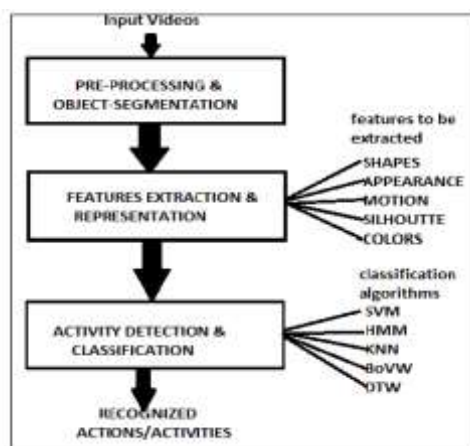 Input Videos
PRE-PROCESSING &
OBJECT-SEGMENTATION
features to be
extracted
SHAPES
APPEARANCE
MOTION
SILHOUTTE
COLORS
FEATURES EXTRACTION &
REPRESENTATION
classification
algorithms
SVM
HMM
KNN
BoVW
DTW
ACTIVITY DETECTION &
CLASSIFICATION
RECOGNIZED
ACTIONS/ACTIVITIES